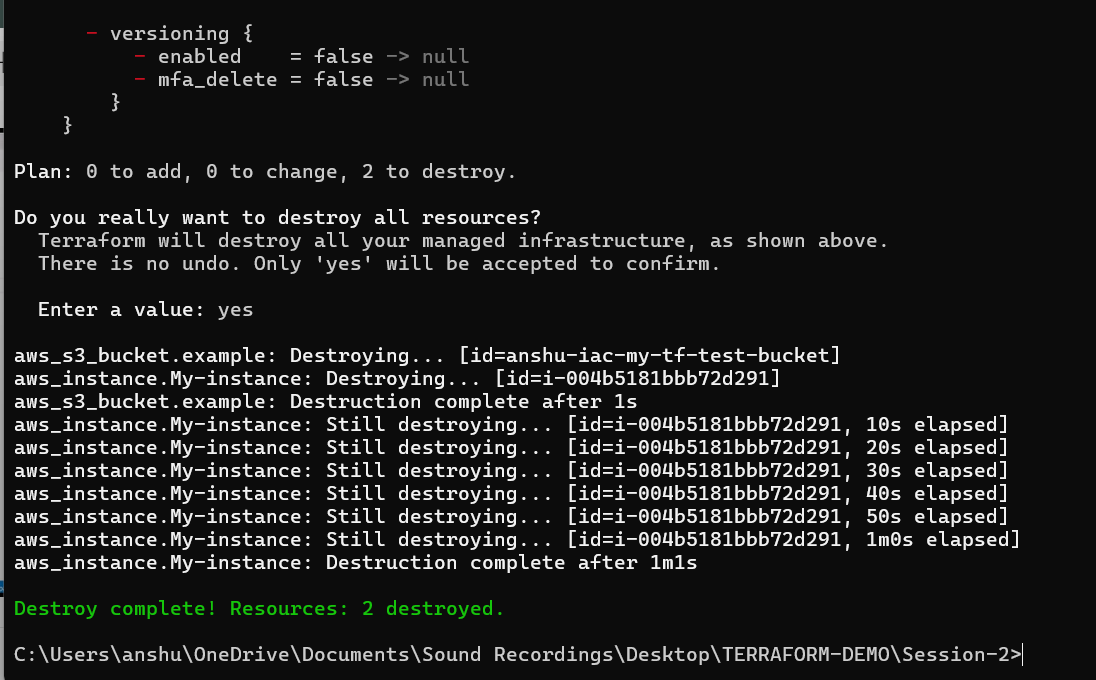 - versioning {
- enabled    = false -> null
- mfa_delete = false -> null
}
}
Plan: 0 to add, 0 to change, 2 to destroy.
Do you really want to destroy all resources?
Terraform will destroy all your managed infrastructure, as shown above.
There is no undo. Only 'yes' will be accepted to confirm.
Enter a value: yes
aws_s3_bucket.example: Destroying... [id=anshu-iac-my-tf-test-bucket]
aws_instance.My-instance: Destroying... [id=i-004b5181bbb72d291]
aws_s3_bucket.example: Destruction complete after 1s
aws_instance.My-instance: Still destroying... [id=i-004b5181bbb72d291, 10s elapsed]
aws_instance.My-instance: Still destroying... [id=i-004b5181bbb72d291, 20s elapsed]
aws_instance.My-instance: Still destroying... [id=i-004b5181bbb72d291, 30s elapsed]
aws_instance.My-instance: Still destroying... [id=i-004b5181bbb72d291, 40s elapsed]
aws_instance.My-instance: Still destroying... [id=i-004b5181bbb72d291, 50s elapsed]
aws_instance.My-instance: Still destroying... [id=i-004b5181bbb72d291, 1m0s elapsed]
aws_instance.My-instance: Destruction complete after 1m1s
Destroy complete! Resources: 2 destroyed.
C:\Users\anshu\OneDrive\Documents\Sound Recordings\Desktop\TERRAFORM-DEMO\Session-2>